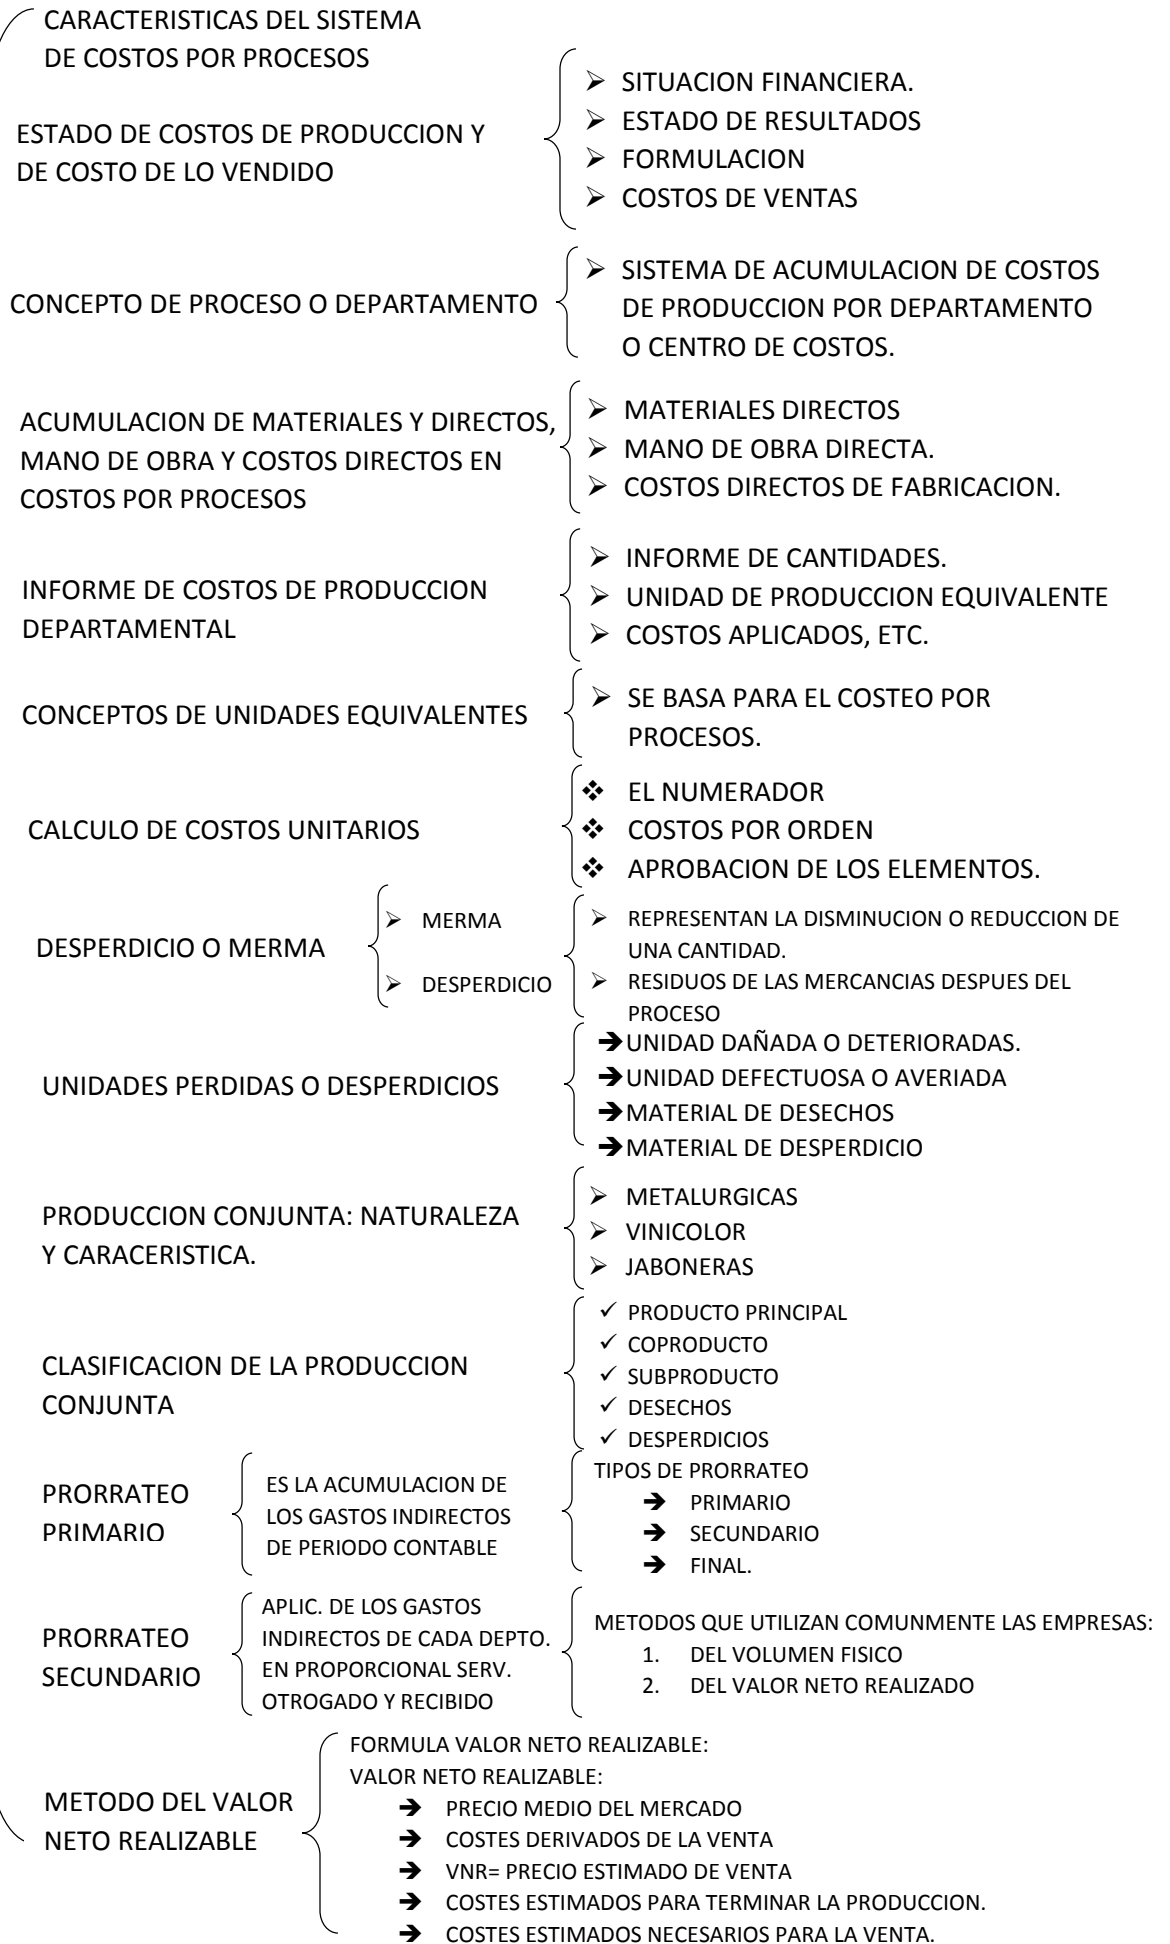 CARACTERISTICAS DEL SISTEMA
DE COSTOS POR PROCESOS
ESTADO DE COSTOS DE PRODUCCION Y
DE COSTO DE LO VENDIDO
➢ SITUACION FINANCIERA.
➢ ESTADO DE RESULTADOS
➢ FORMULACION
➢ COSTOS DE VENTAS
CONCEPTO DE PROCESO O DEPARTAMENTO
➢ SISTEMA DE ACUMULACION DE COSTOS
DE PRODUCCION POR DEPARTAMENTO
O CENTRO DE COSTOS.
ACUMULACION DE MATERIALES Y DIRECTOS,
MANO DE OBRA Y COSTOS DIRECTOS EN
COSTOS POR PROCESOS
➢ MATERIALES DIRECTOS
➢ MANO DE OBRA DIRECTA.
➢ COSTOS DIRECTOS DE FABRICACION.
INFORME DE COSTOS DE PRODUCCION
DEPARTAMENTAL
➢ INFORME DE CANTIDADES.
➢ UNIDAD DE PRODUCCION EQUIVALENTE
➢ COSTOS APLICADOS, ETC.
CONCEPTOS DE UNIDADES EQUIVALENTES
➢ SE BASA PARA EL COSTEO POR
PROCESOS.
CALCULO DE COSTOS UNITARIOS
❖ EL NUMERADOR
❖ COSTOS POR ORDEN
❖ APROBACION DE LOS ELEMENTOS.
DESPERDICIO O MERMA
➢ MERMA
➢ DESPERDICIO
➢ REPRESENTAN LA DISMINUCION O REDUCCION DE
UNA CANTIDAD.
➢ RESIDUOS DE LAS MERCANCIAS DESPUES DEL
PROCESO
UNIDADES PERDIDAS O DESPERDICIOS
➔ UNIDAD DAÑADA O DETERIORADAS.
➔ UNIDAD DEFECTUOSA O AVERIADA
➔ MATERIAL DE DESECHOS
➔ MATERIAL DE DESPERDICIO
PRODUCCION CONJUNTA: NATURALEZA
Y CARACERISTICA.
➢ METALURGICAS
➢ VINICOLOR
➢ JABONERAS
CLASIFICACION DE LA PRODUCCION
CONJUNTA
✓ PRODUCTO PRINCIPAL
✓ COPRODUCTO
✓ SUBPRODUCTO
✓ DESECHOS
✓ DESPERDICIOS
PRORRATEO
PRIMARIO
ES LA ACUMULACION DE
LOS GASTOS INDIRECTOS
DE PERIODO CONTABLE
TIPOS DE PRORRATEO
➔ PRIMARIO
➔ SECUNDARIO
➔ FINAL.
PRORRATEO
SECUNDARIO
APLIC. DE LOS GASTOS
INDIRECTOS DE CADA DEPTO.
EN PROPORCIONAL SERV.
OTROGADO Y RECIBIDO
METODOS QUE UTILIZAN COMUNMENTE LAS EMPRESAS:
1. DEL VOLUMEN FISICO
2. DEL VALOR NETO REALIZADO
METODO DEL VALOR
NETO REALIZABLE
FORMULA VALOR NETO REALIZABLE:
VALOR NETO REALIZABLE:
➔ PRECIO MEDIO DEL MERCADO
➔ COSTES DERIVADOS DE LA VENTA
➔ VNR= PRECIO ESTIMADO DE VENTA
➔ COSTES ESTIMADOS PARA TERMINAR LA PRODUCCION.
➔ COSTES ESTIMADOS NECESARIOS PARA LA VENTA.